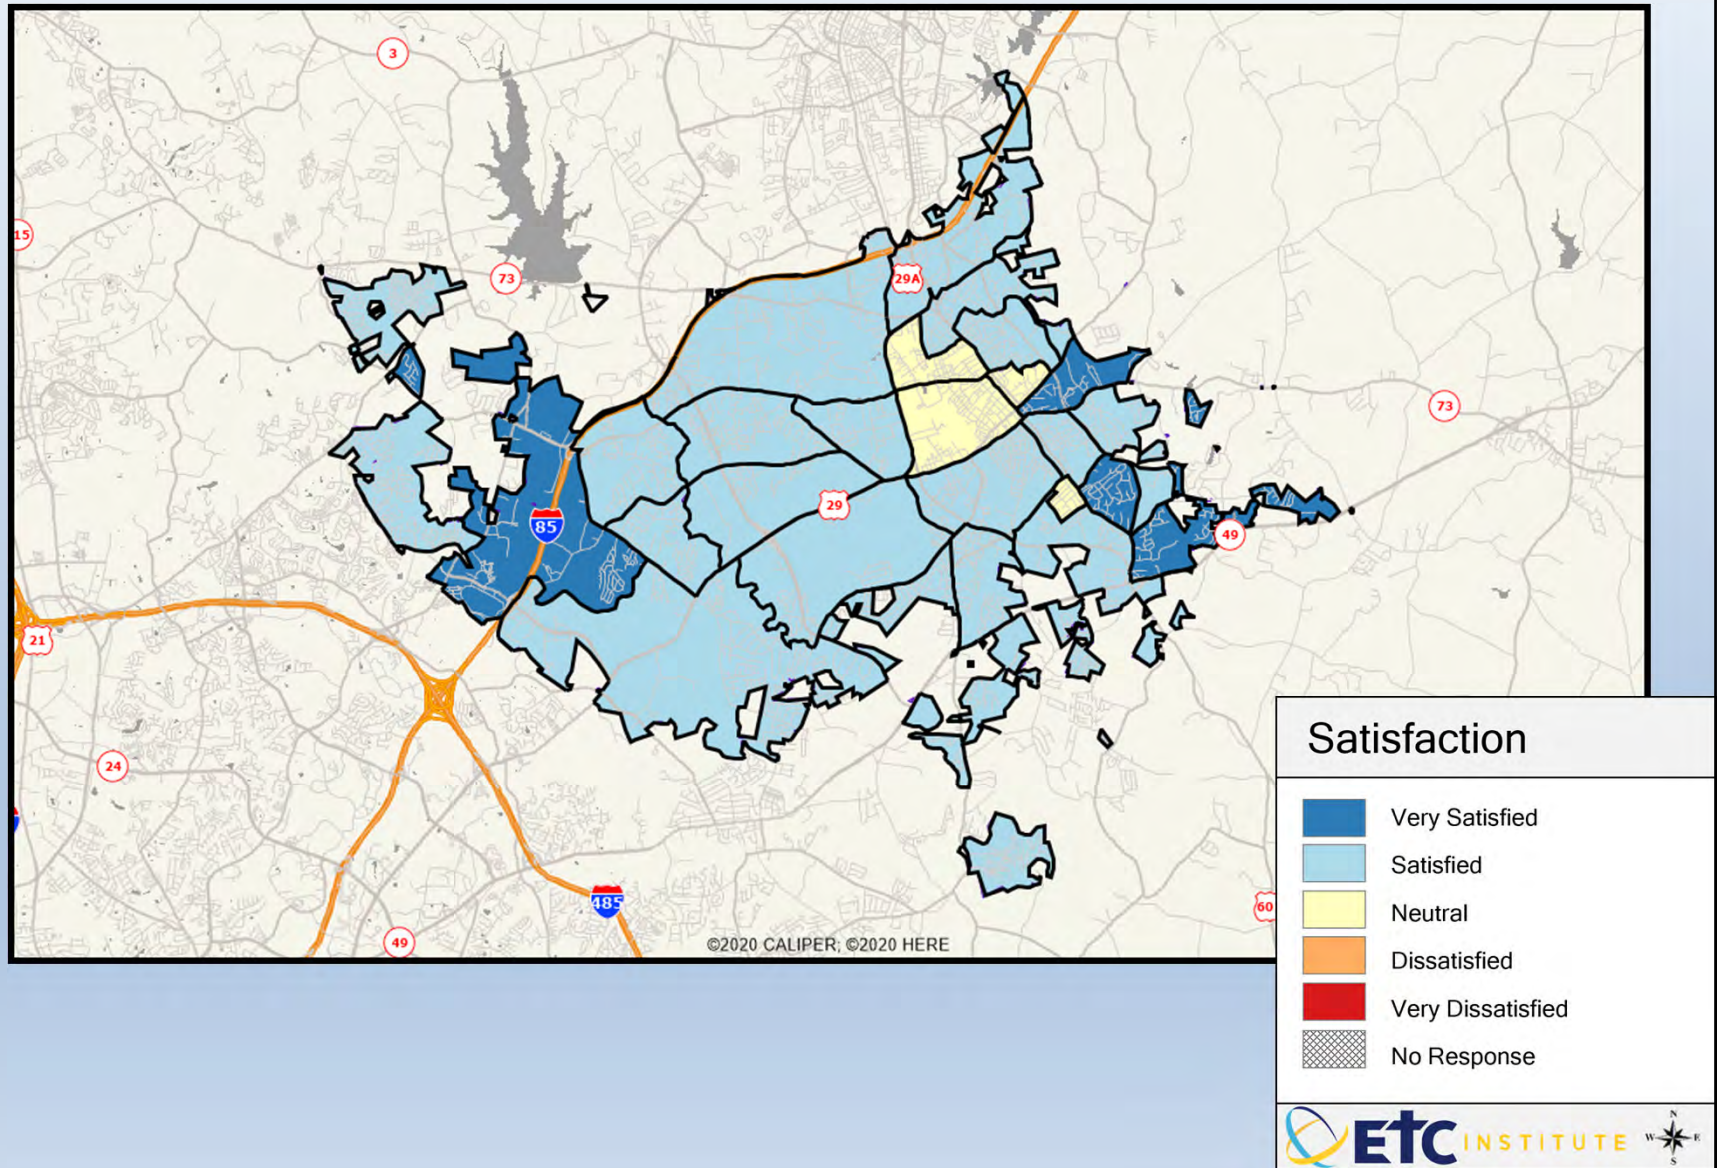 3
15
73
29A
73
29
85
49
21
24
485
60
49
©2020 CALIPER; ©2020 HERE
Satisfaction
Very Satisfied
Satisfied
Neutral
Dissatisfied
Very Dissatisfied
No Response
ETC INSTITUTE
N
W E
S